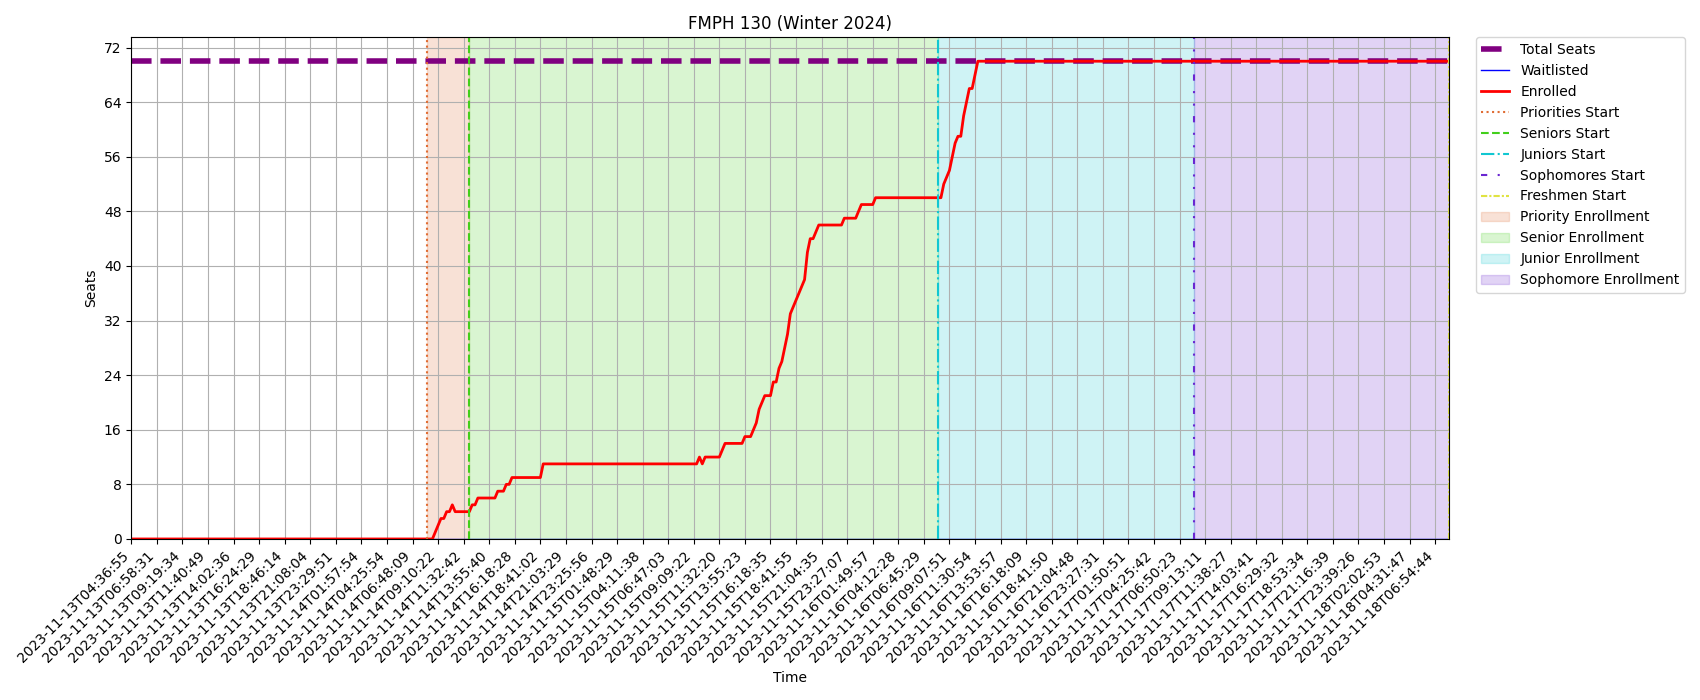 FMPH 130 (Winter 2024)
72
64
56
48
40
32
24
16
8
0
Seats
2023-11-13T04:36:55
2023-11-13T06:58:31
2023-11-13T09:19:34
2023-11-13T11:40:49
2023-11-13T14:02:36
2023-11-13T16:24:29
2023-11-13T18:46:14
2023-11-13T21:08:04
2023-11-13T23:29:51
2023-11-14T01:57:54
2023-11-14T04:25:54
2023-11-14T06:48:09
2023-11-14T09:10:22
2023-11-14T11:32:42
2023-11-14T13:55:40
2023-11-14T16:18:28
2023-11-14T18:41:02
2023-11-14T21:03:29
2023-11-14T23:25:56
2023-11-15T01:48:29
2023-11-15T04:11:38
2023-11-15T06:47:03
2023-11-15T09:09:22
2023-11-15T11:32:20
2023-11-15T13:55:23
2023-11-15T16:18:35
2023-11-15T18:41:55
2023-11-15T21:04:35
2023-11-15T23:27:07
2023-11-16T01:49:57
2023-11-16T04:12:28
2023-11-16T06:45:29
2023-11-16T09:07:51
2023-11-16T11:30:54
2023-11-16T13:53:57
2023-11-16T16:18:09
2023-11-16T18:41:50
2023-11-16T21:04:48
2023-11-16T23:27:31
2023-11-17T01:50:51
2023-11-17T04:25:42
2023-11-17T06:50:23
2023-11-17T09:13:11
2023-11-17T11:38:27
2023-11-17T14:03:41
2023-11-17T16:29:32
2023-11-17T18:53:34
2023-11-17T21:16:39
2023-11-17T23:39:26
2023-11-18T02:02:53
2023-11-18T04:31:47
2023-11-18T06:54:44
Time
Total Seats
Waitlisted
Enrolled
Priorities Start
Seniors Start
Juniors Start
Sophomores Start
Freshmen Start
Priority Enrollment
Senior Enrollment
Junior Enrollment
Sophomore Enrollment